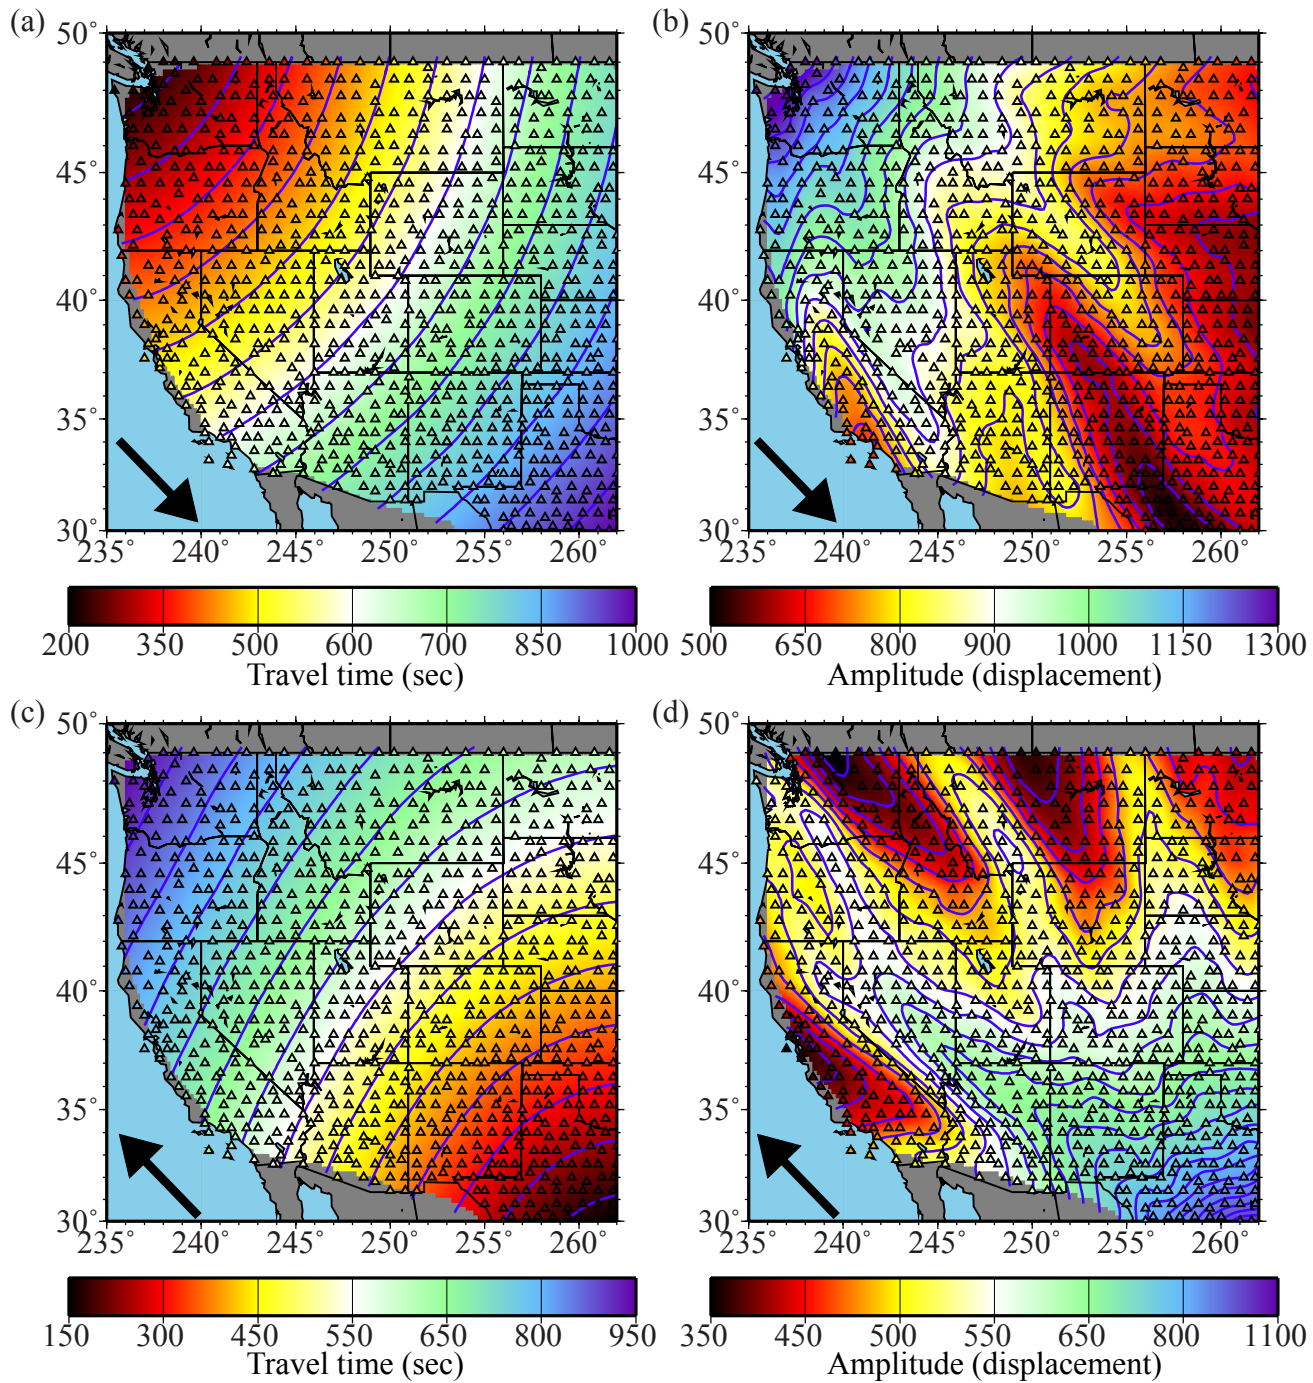 (a)
50°
45°
40°
35°
30°
235° 240° 245° 250° 255° 260°
200 350 500 600 700 850 1000
Travel time (sec)
(b)
50°
45°
40°
35°
30°
235° 240° 245° 250° 255° 260°
500 650 800 900 1000 1150 1300
Amplitude (displacement)
(c)
50°
45°
40°
35°
30°
235° 240° 245° 250° 255° 260°
150 300 450 550 650 800 950
Travel time (sec)
(d)
50°
45°
40°
35°
30°
235° 240° 245° 250° 255° 260°
350 450 500 550 650 800 1100
Amplitude (displacement)